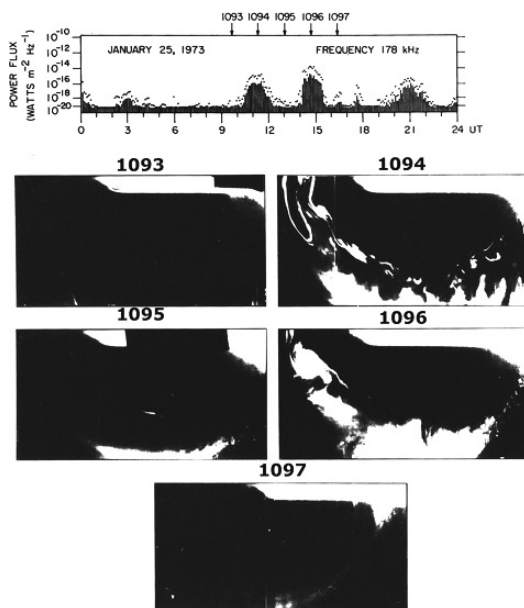 1093 1094 1095 1096 1097
POWER FLUX
(WATTS m-2 Hz-1)
10-10
10-12
10-14
10-16
10-18
10-20
JANUARY 25, 1973 FREQUENCY 178 kHz
0 3 6 9 12 15 18 21 24 UT
1093 1094
1095 1096
1097